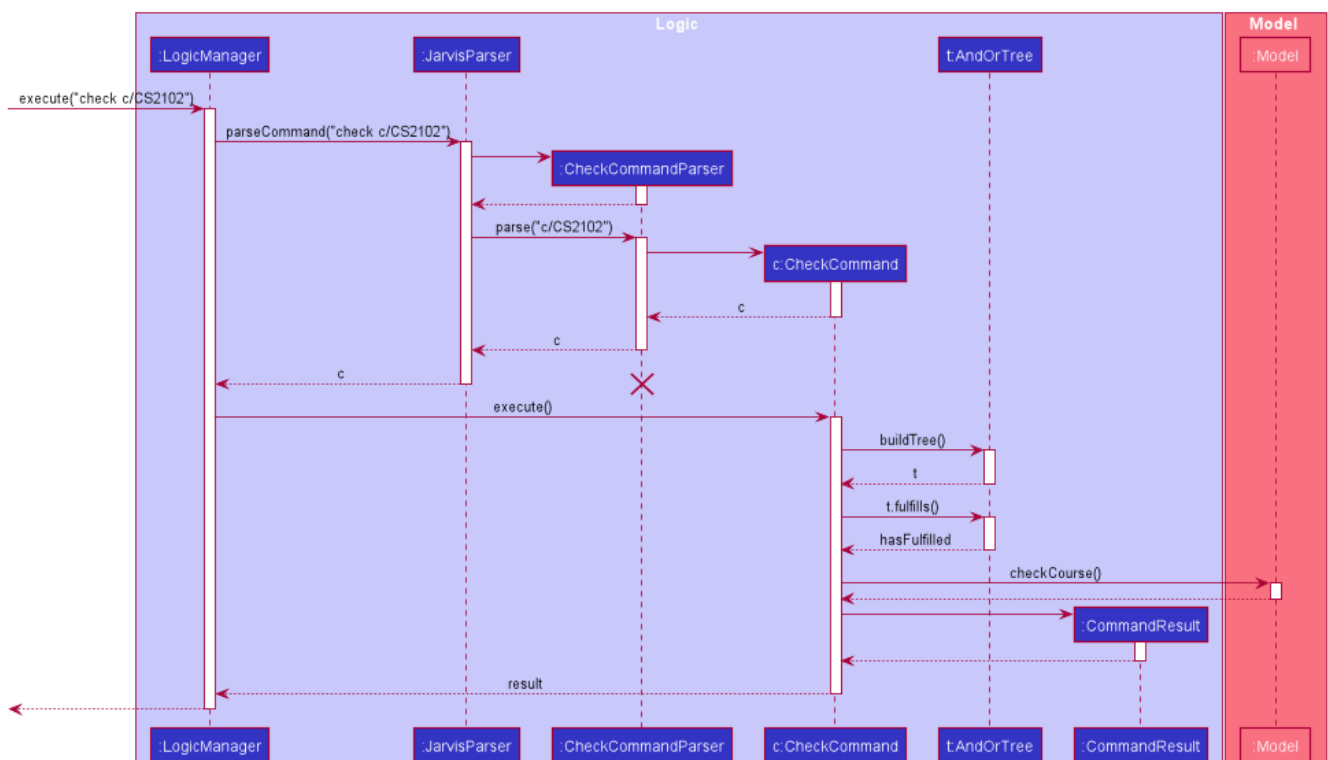 Logic
Model
:LogicManager
:JarvisParser
t:AndOrTree
:Model
execute("check c/CS2102")
parseCommand("check c/CS2102")
:CheckCommandParser
parse("c/CS2102")
c:CheckCommand
c
c
c
execute()
buildTree()
t
t.fulfills()
hasFulfilled
checkCourse()
:CommandResult
result
:LogicManager
:JarvisParser
:CheckCommandParser
c:CheckCommand
t:AndOrTree
:CommandResult
:Model